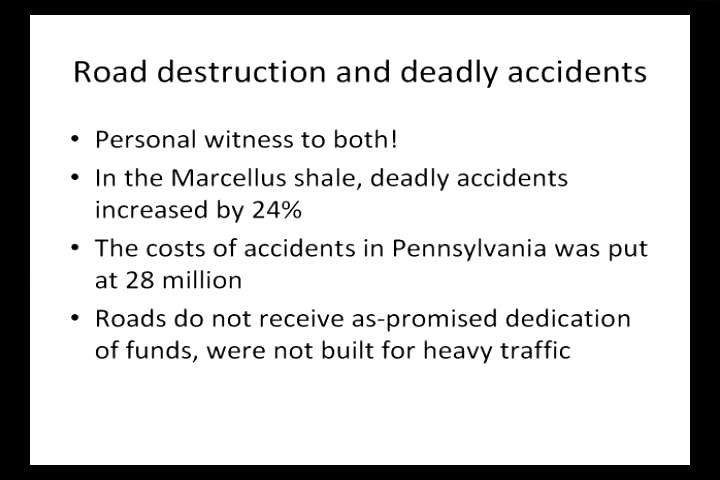 Road destruction and deadly accidents
• Personal witness to both!
• In the Marcellus shale, deadly accidents
increased by 24%
• The costs of accidents in Pennsylvania was put
at 28 million
• Roads do not receive as-promised dedication
of funds, were not built for heavy traffic